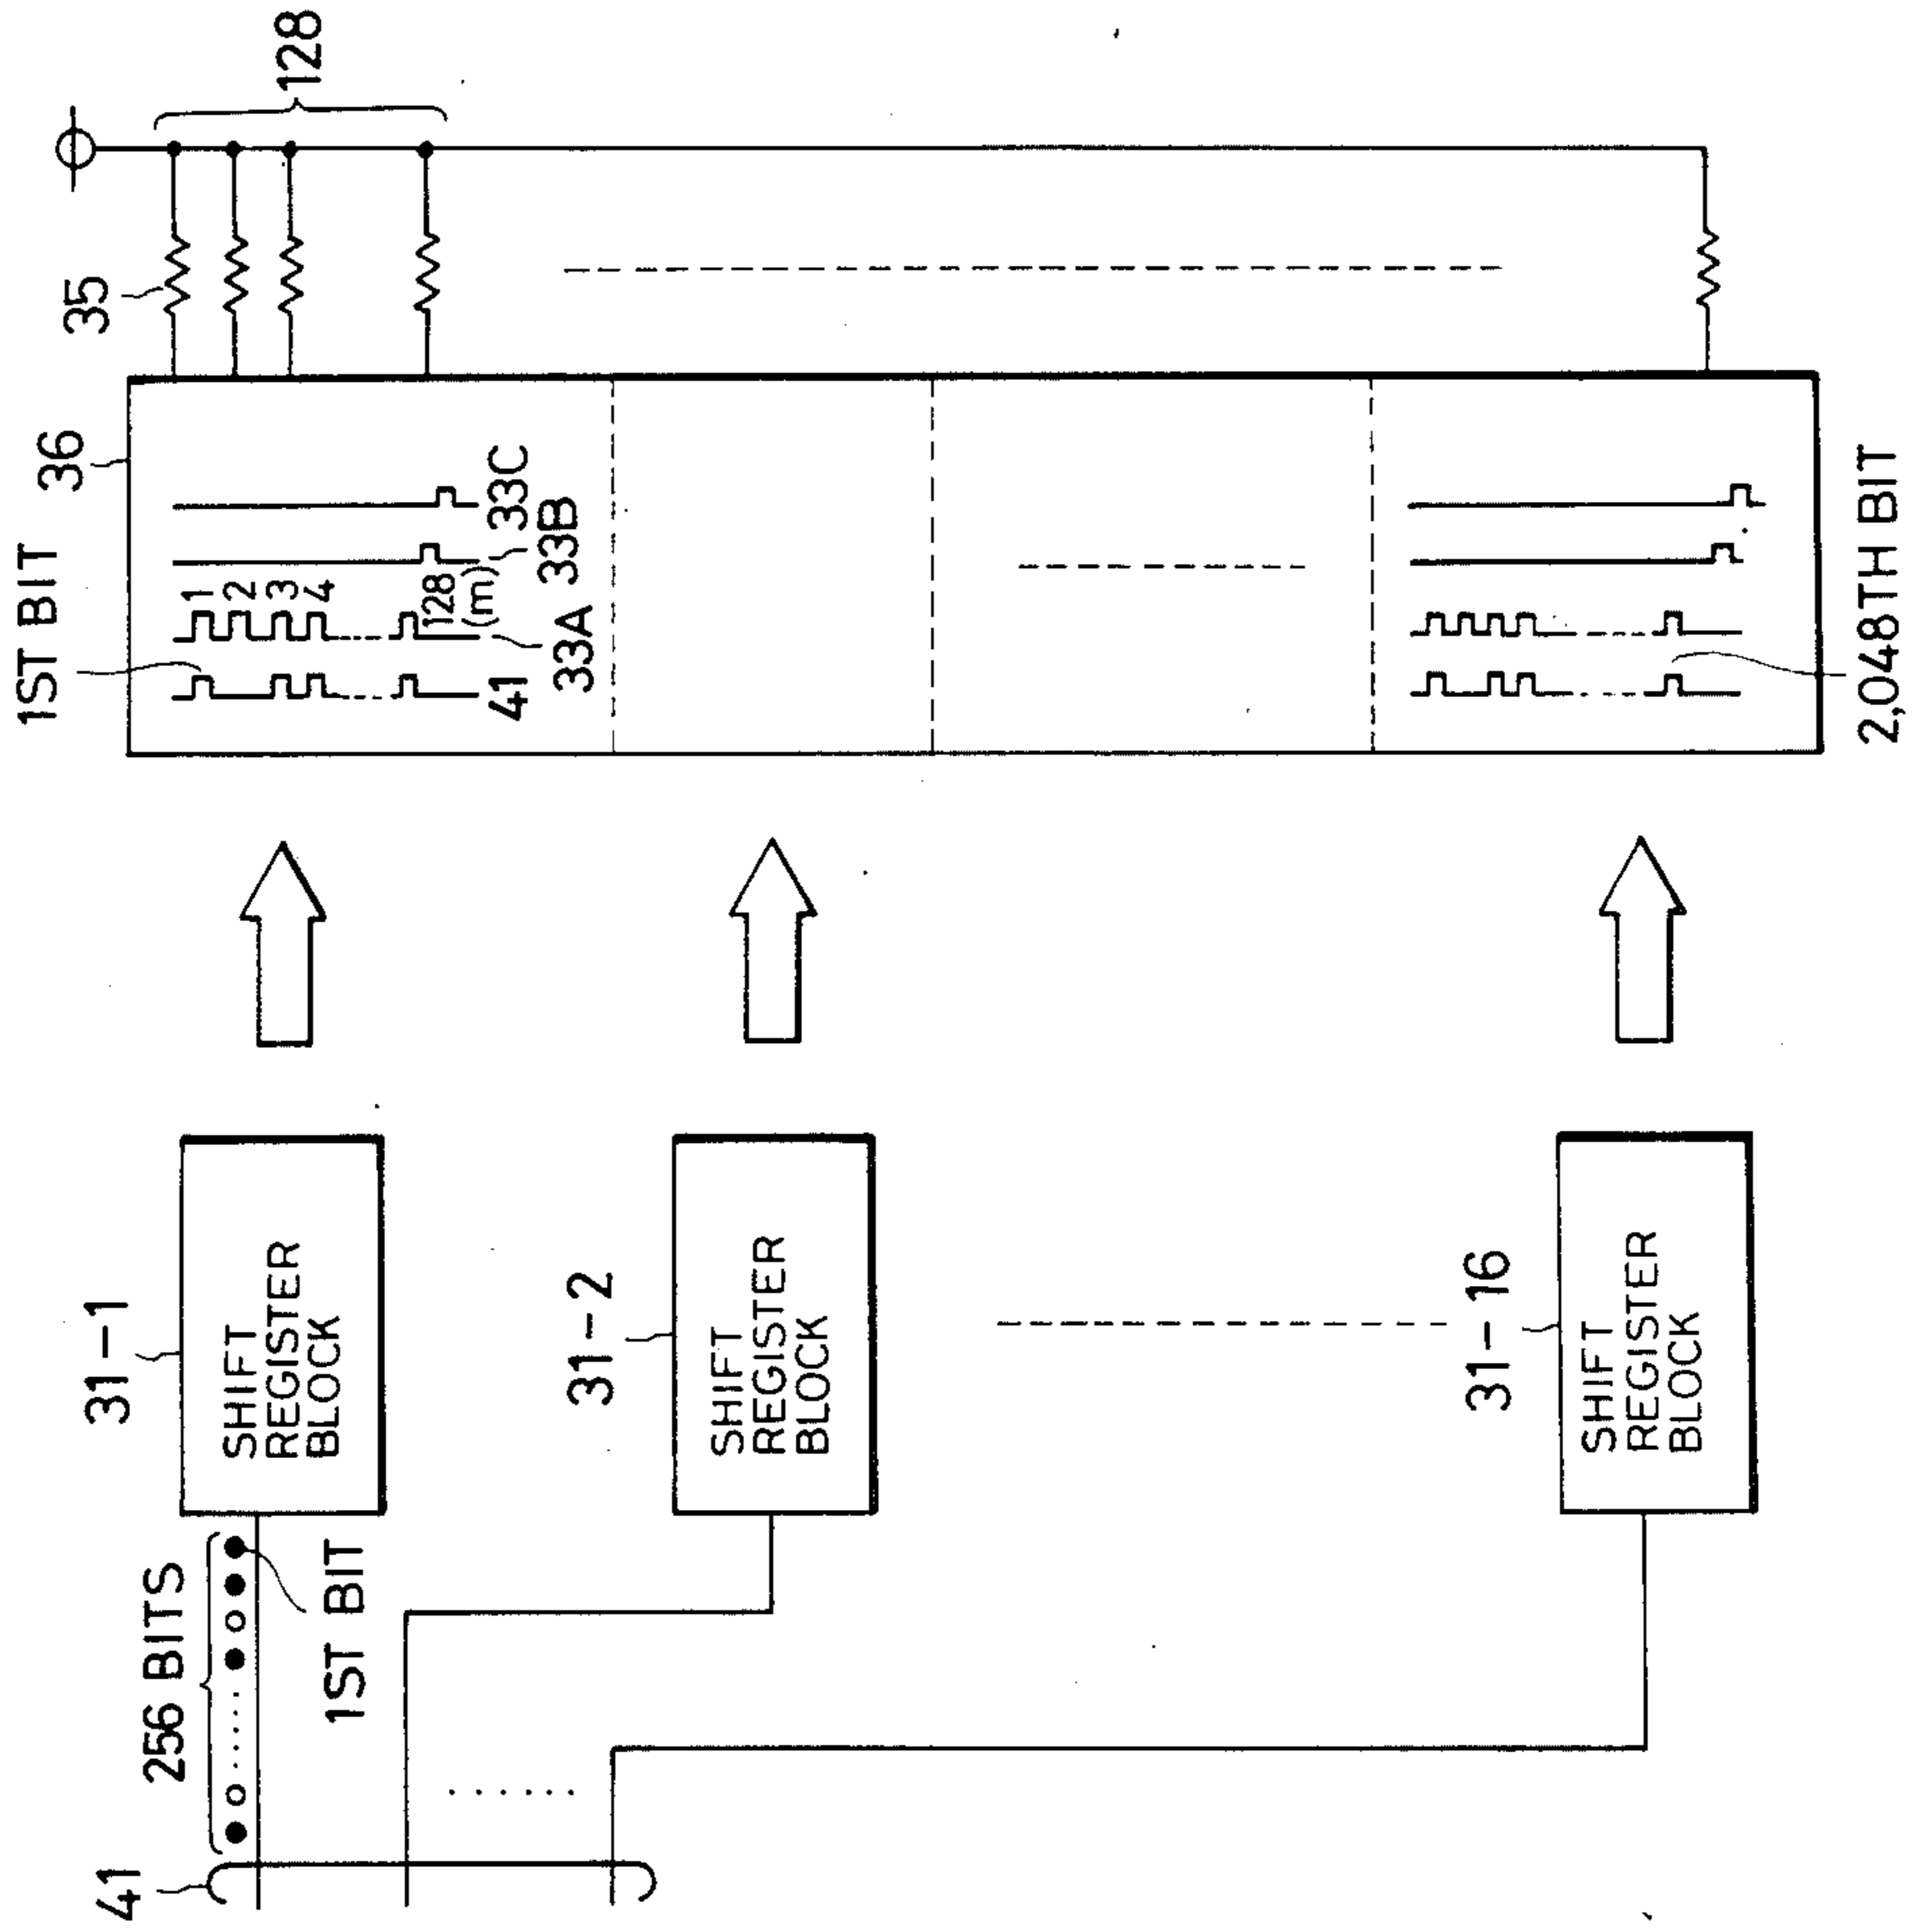 41
256 BITS
1ST BIT
31-1
SHIFT
REGISTER
BLOCK
31-2
SHIFT
REGISTER
BLOCK
31-16
SHIFT
REGISTER
BLOCK
1ST BIT
36
1
2
3
4
128
(m)
41
33A
33B
33C
2,048TH BIT
35
128